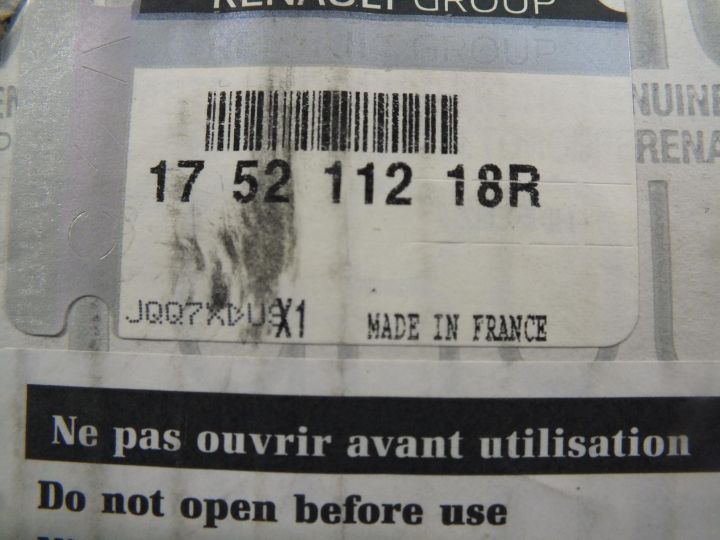 RENAULT GROUP
17 52 112 18R
X1 MADE IN FRANCE
Ne pas ouvrir avant utilisation
Do not open before use